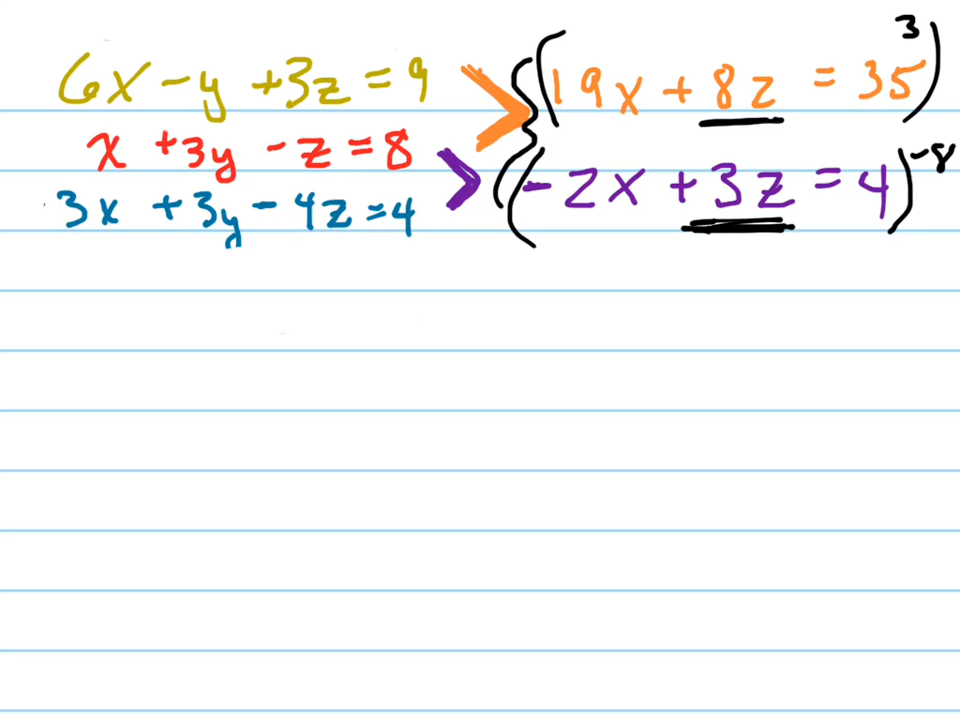 6x - y + 3z = 9
x + 3y - z = 8
3x + 3y - 4z = 4
(19x + 8z = 35)³
(-2x + 3z = 4)⁻⁸